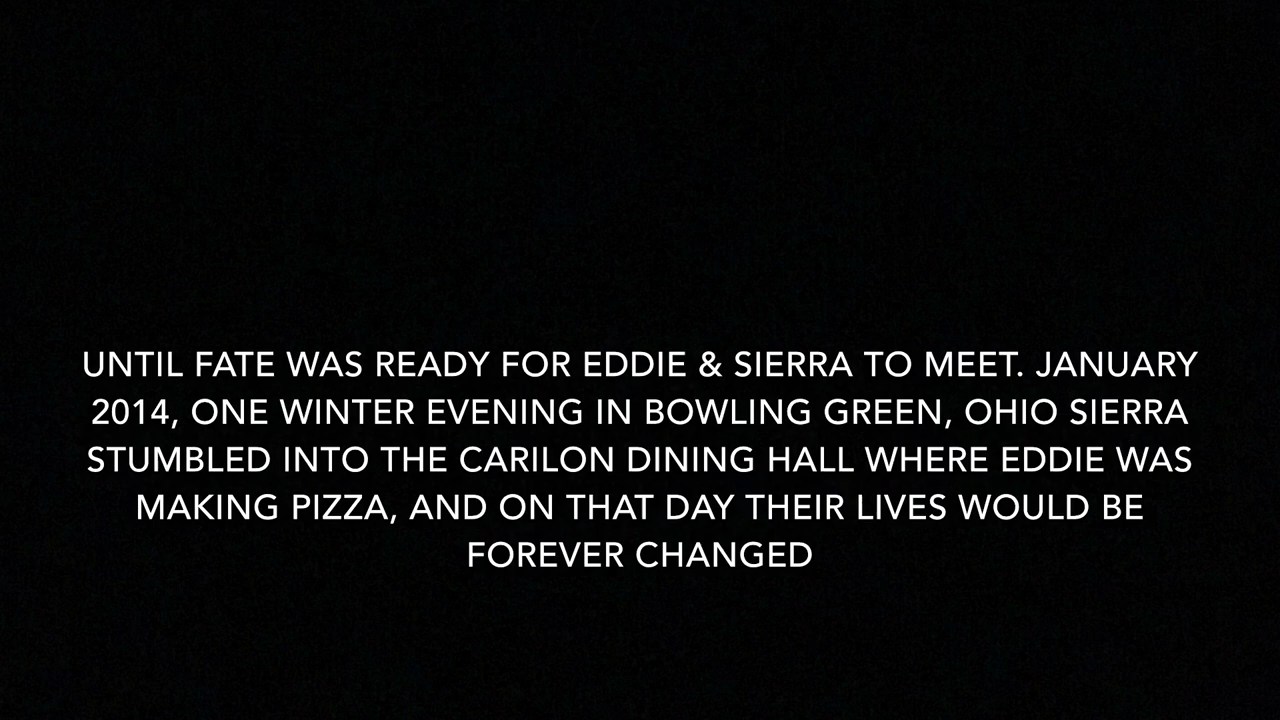 UNTIL FATE WAS READY FOR EDDIE & SIERRA TO MEET. JANUARY
2014, ONE WINTER EVENING IN BOWLING GREEN, OHIO SIERRA
STUMBLED INTO THE CARILON DINING HALL WHERE EDDIE WAS
MAKING PIZZA, AND ON THAT DAY THEIR LIVES WOULD BE
FOREVER CHANGED